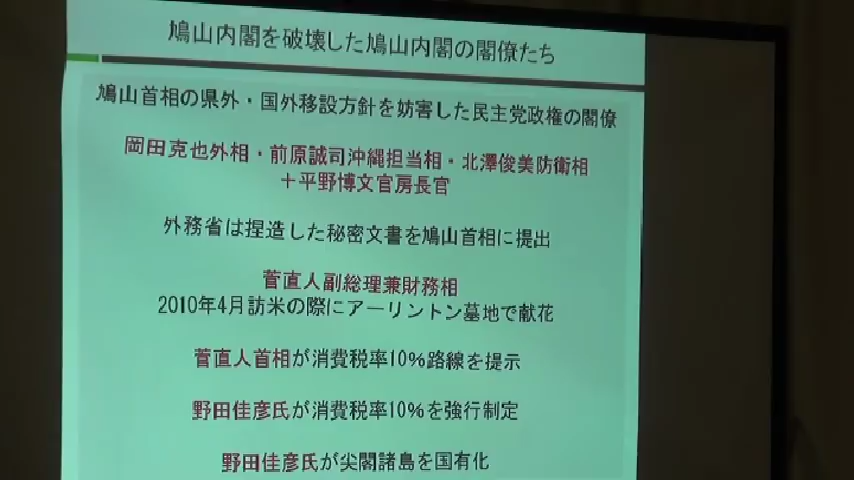 鳩山内閣を破壊した鳩山内閣の閣僚たち
鳩山首相の県外・国外移設方針を妨害した民主党政権の閣僚
岡田克也外相・前原誠司沖縄担当相・北澤俊美防衛相
＋平野博文官房長官
外務省は捏造した秘密文書を鳩山首相に提出
菅直人副総理兼財務相
2010年4月訪米の際にアーリントン墓地で献花
菅直人首相が消費税率10%路線を提示
野田佳彦氏が消費税率10%を強行制定
野田佳彦氏が尖閣諸島を国有化